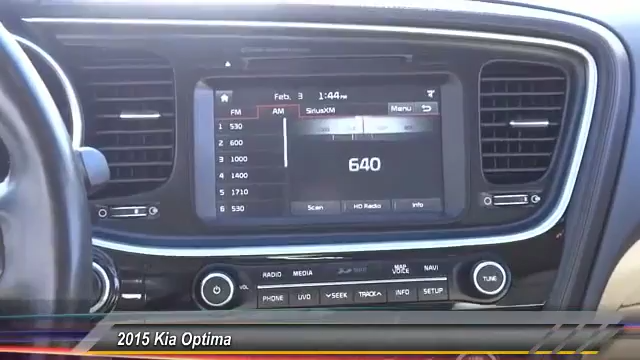 Feb. 3 1:44 PM
FM AM SiriusXM Menu
1 530
2 600
3 1000
4 1400
5 1710
6 530
640
Scan HD Radio Info
RADIO MEDIA MAP VOICE NAVI
VOL PHONE UVO SEEK TRACK INFO SETUP TUNE
2015 Kia Optima